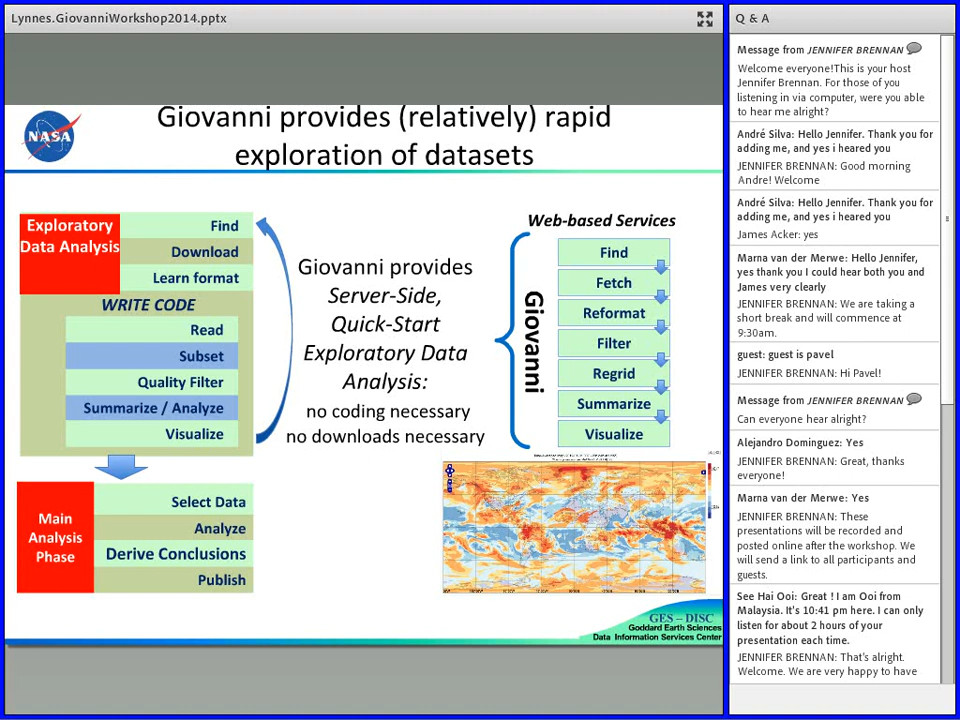 Lynnes.GiovanniWorkshop2014.pptx
NASA
Giovanni provides (relatively) rapid
exploration of datasets
Exploratory
Data Analysis
Find
Download
Learn format
WRITE CODE
Read
Subset
Quality Filter
Summarize / Analyze
Visualize
Main
Analysis
Phase
Select Data
Analyze
Derive Conclusions
Publish
Giovanni provides
Server-Side,
Quick-Start
Exploratory Data
Analysis:
no coding necessary
no downloads necessary
Web-based Services
Giovanni
Find
Fetch
Reformat
Filter
Regrid
Summarize
Visualize
GES – DISC
Goddard Earth Sciences
Data Information Services Center
Q & A
Message from JENNIFER BRENNAN
Welcome everyone!This is your host
Jennifer Brennan. For those of you
listening in via computer, were you able
to hear me alright?
André Silva: Hello Jennifer. Thank you for
adding me, and yes i heared you
JENNIFER BRENNAN: Good morning
Andre! Welcome
André Silva: Hello Jennifer. Thank you for
adding me, and yes i heared you
James Acker: yes
Marna van der Merwe: Hello Jennifer,
yes thank you I could hear both you and
James very clearly
JENNIFER BRENNAN: We are taking a
short break and will commence at
9:30am.
guest: guest is pavel
JENNIFER BRENNAN: Hi Pavel!
Message from JENNIFER BRENNAN
Can everyone hear alright?
Alejandro Dominguez: Yes
JENNIFER BRENNAN: Great, thanks
everyone!
Marna van der Merwe: Yes
JENNIFER BRENNAN: These
presentations will be recorded and
posted online after the workshop. We
will send a link to all participants and
guests.
See Hai Ooi: Great ! I am Ooi from
Malaysia. It's 10:41 pm here. I can only
listen for about 2 hours of your
presentation each time.
JENNIFER BRENNAN: That's alright.
Welcome. We are very happy to have